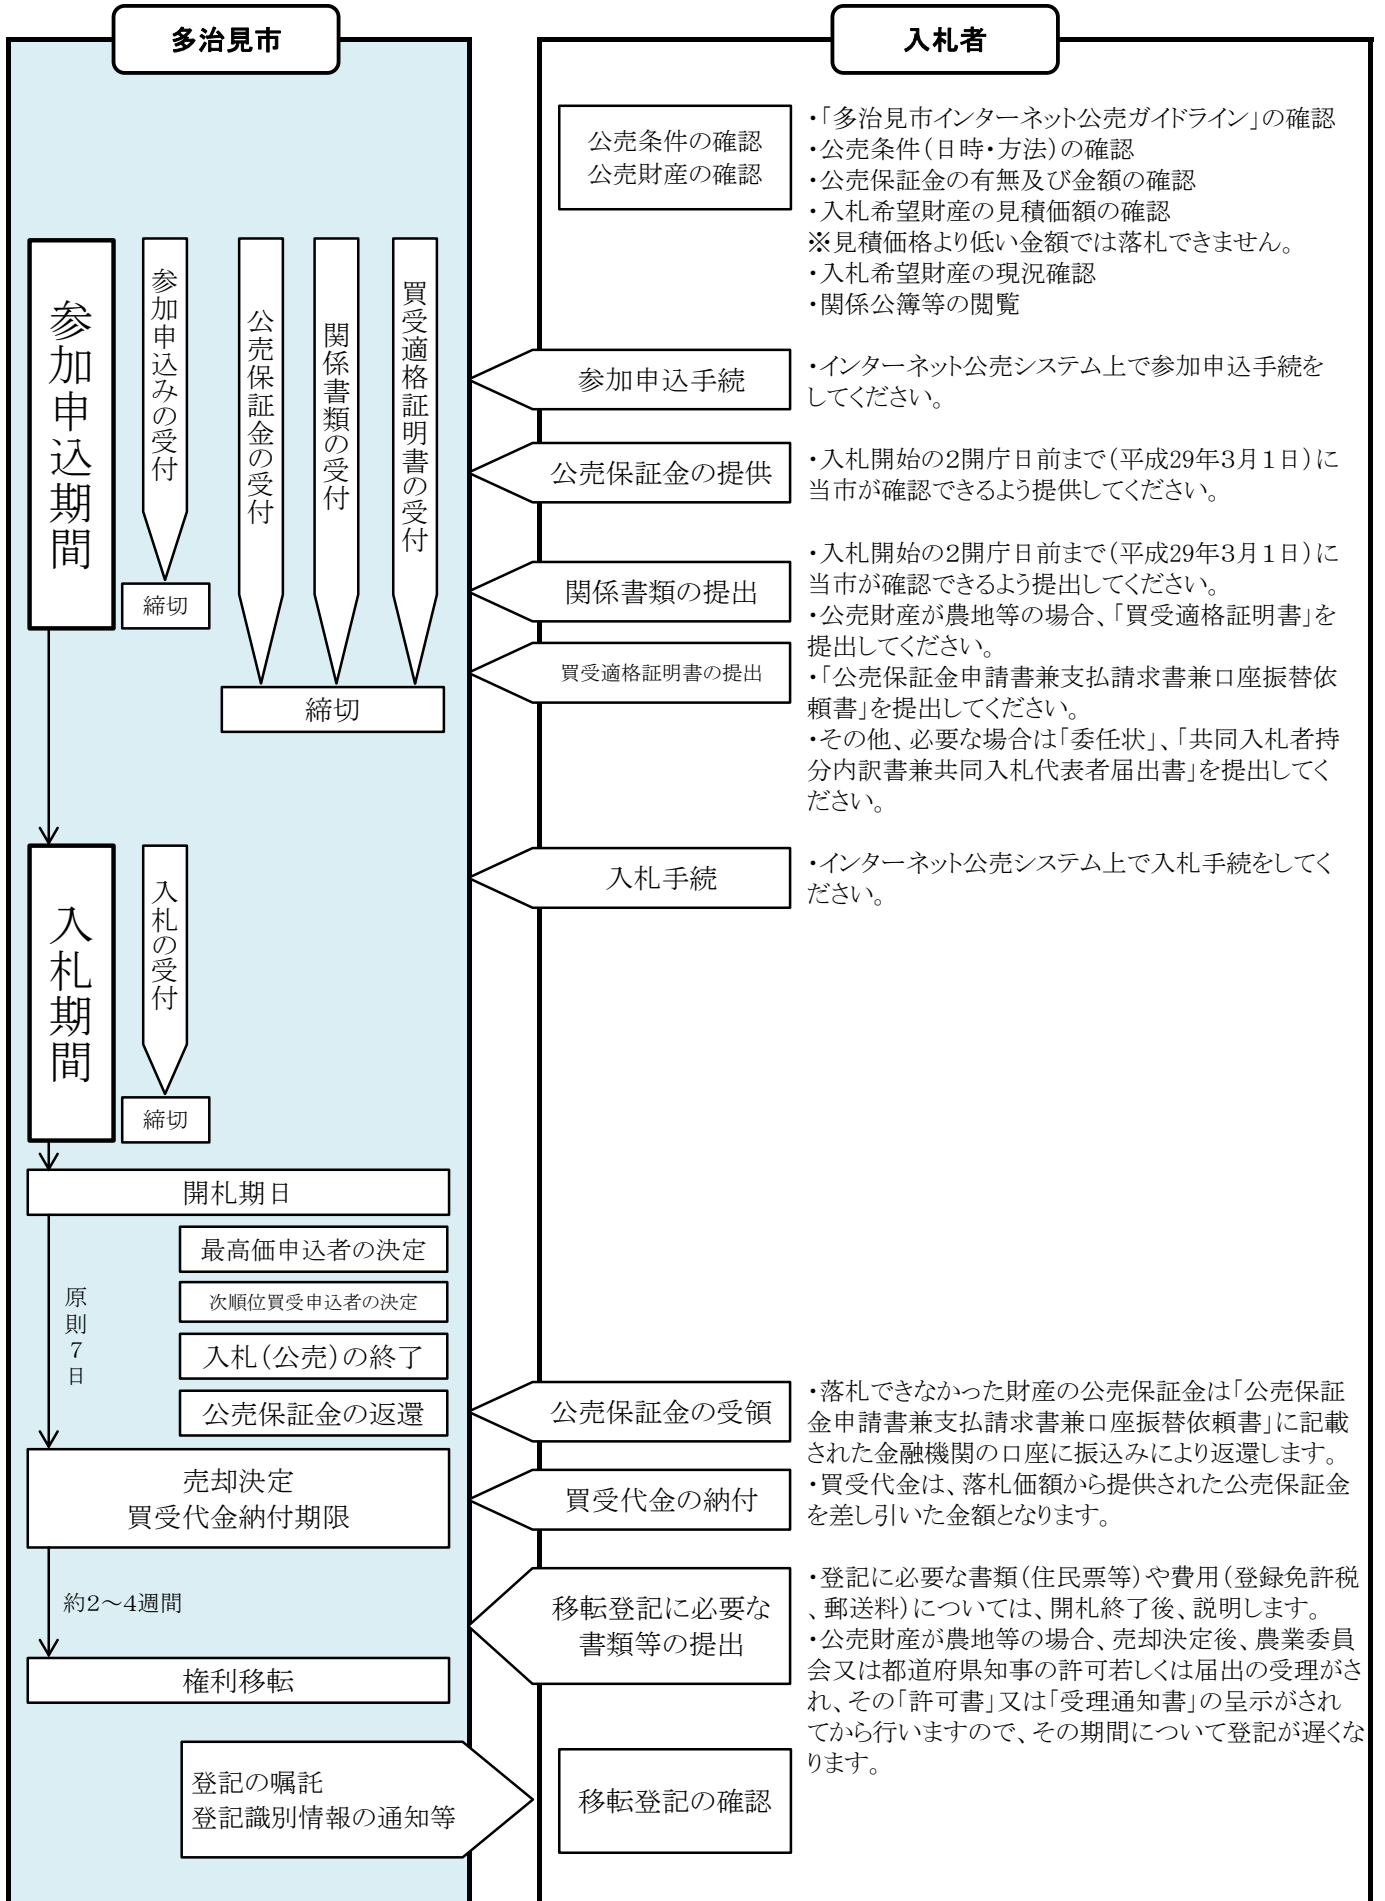 多治見市
入札者
公売条件の確認
公売財産の確認
・「多治見市インターネット公売ガイドライン」の確認
・公売条件（日時・方法）の確認
・公売保証金の有無及び金額の確認
・入札希望財産の見積価額の確認
※見積価格より低い金額では落札できません。
・入札希望財産の現況確認
・関係公簿等の閲覧
参加申込期間
参加申込みの受付
締切
公売保証金の受付
関係書類の受付
買受適格証明書の受付
締切
参加申込手続
・インターネット公売システム上で参加申込手続を
してください。
公売保証金の提供
・入札開始の２開庁日前まで（平成29年３月１日）に
当市が確認できるよう提供してください。
関係書類の提出
買受適格証明書の提出
・入札開始の２開庁日前まで（平成29年３月１日）に
当市が確認できるよう提出してください。
・公売財産が農地等の場合、「買受適格証明書」を
提出してください。
・「公売保証金申請書兼支払請求書兼口座振替依
頼書」を提出してください。
・その他、必要な場合は「委任状」、「共同入札者持
分内訳書兼共同入札代表者届出書」を提出してく
ださい。
入札期間
入札の受付
締切
入札手続
・インターネット公売システム上で入札手続をしてく
ださい。
開札期日
原則７日
最高価申込者の決定
次順位買受申込者の決定
入札（公売）の終了
公売保証金の返還
公売保証金の受領
・落札できなかった財産の公売保証金は「公売保証
金申請書兼支払請求書兼口座振替依頼書」に記載
された金融機関の口座に振込みにより返還します。
売却決定
買受代金納付期限
買受代金の納付
・買受代金は、落札価額から提供された公売保証金
を差し引いた金額となります。
約２～４週間
移転登記に必要な
書類等の提出
・登記に必要な書類（住民票等）や費用（登録免許税
、郵送料）については、開札終了後、説明します。
・公売財産が農地等の場合、売却決定後、農業委員
会又は都道府県知事の許可若しくは届出の受理がさ
れ、その「許可書」又は「受理通知書」の呈示がされ
てから行いますので、その期間について登記が遅くな
ります。
権利移転
登記の嘱託
登記識別情報の通知等
移転登記の確認